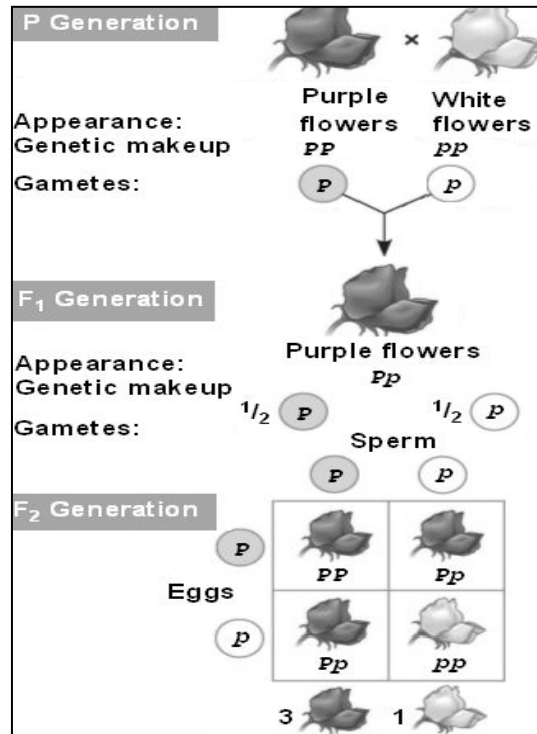 P Generation
×
Purple White
Appearance: flowers flowers
Genetic makeup PP pp
Gametes: P p
F₁ Generation
Purple flowers
Appearance:
Genetic makeup Pp
Gametes: 1/2 P 1/2 p
Sperm
P p
F₂ Generation
P
PP Pp
Eggs
p
Pp pp
3 1